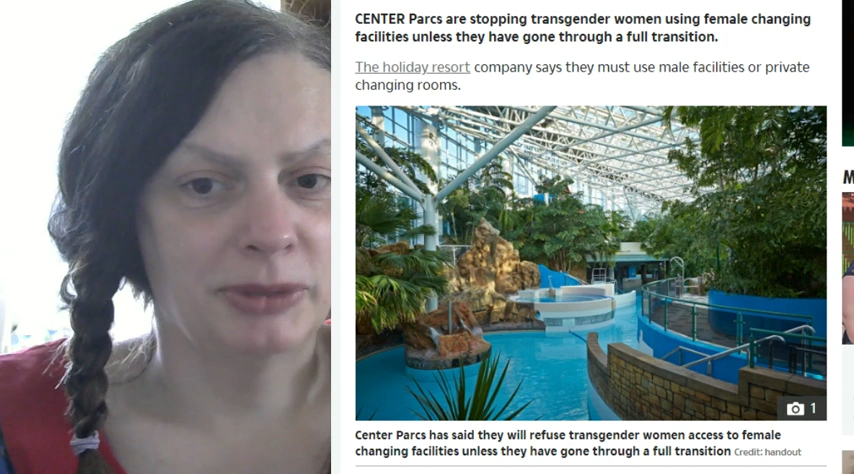 CENTER Parcs are stopping transgender women using female changing
facilities unless they have gone through a full transition.
The holiday resort company says they must use male facilities or private
changing rooms.
1
Center Parcs has said they will refuse transgender women access to female
changing facilities unless they have gone through a full transition Credit: handout
M